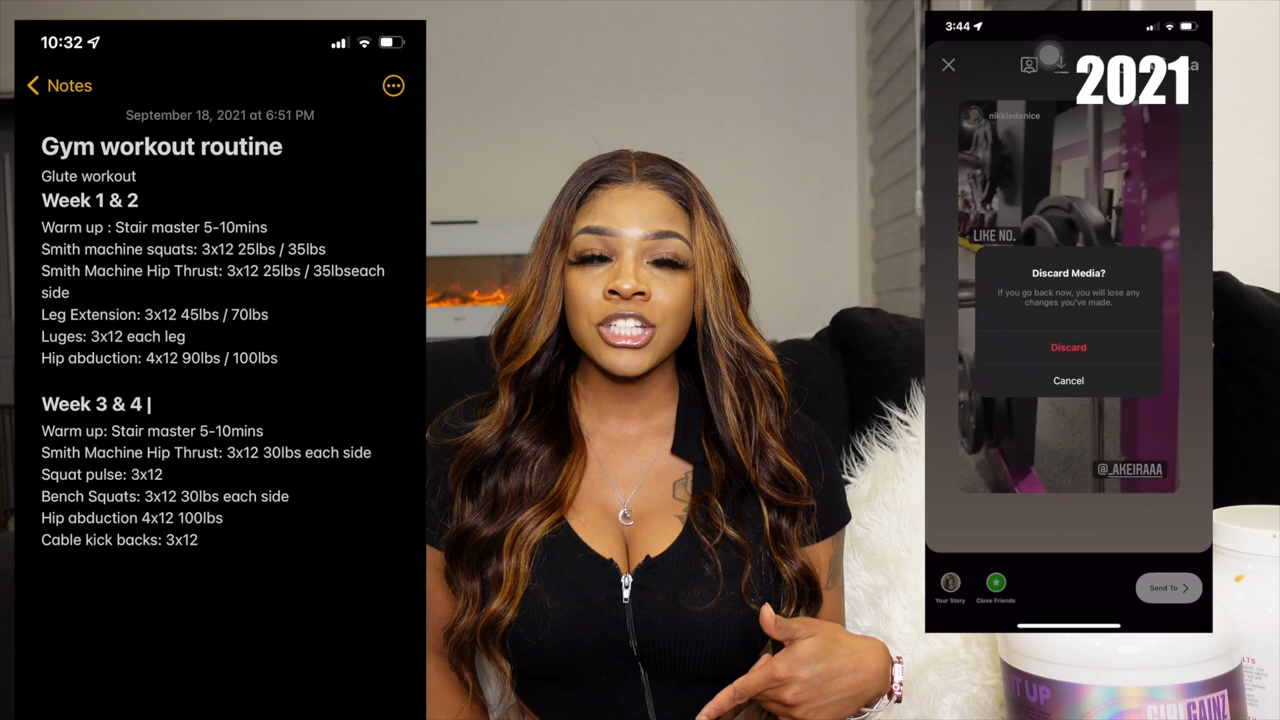 10:32
Notes
September 18, 2021 at 6:51 PM
Gym workout routine
Glute workout
Week 1 & 2
Warm up : Stair master 5-10mins
Smith machine squats: 3x12 25lbs / 35lbs
Smith Machine Hip Thrust: 3x12 25lbs / 35lbseach
side
Leg Extension: 3x12 45lbs / 70lbs
Luges: 3x12 each leg
Hip abduction: 4x12 90lbs / 100lbs
Week 3 & 4
Warm up: Stair master 5-10mins
Smith Machine Hip Thrust: 3x12 30lbs each side
Squat pulse: 3x12
Bench Squats: 3x12 30lbs each side
Hip abduction 4x12 100lbs
Cable kick backs: 3x12
3:44
2021
nikkiedanice
LIKE NO.
Discard Media?
If you go back now, you will lose any
changes you've made.
Discard
Cancel
@_AKEIRAAA
Your Story
Close Friends
Send To
IT UP
GIRLGAINZ